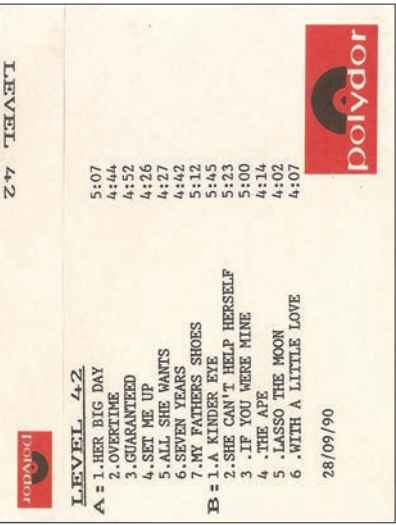 LEVEL 42
polydor
LEVEL 42
A:1.HER BIG DAY 5:07
2.OVERTIME 4:44
3.GUARANTEED 4:52
4.SET ME UP 4:26
5.ALL SHE WANTS 4:27
6.SEVEN YEARS 4:42
7.MY FATHERS SHOES 5:12
B:1.A KINDER EYE 5:45
2.SHE CAN'T HELP HERSELF 5:23
3 .IF YOU WERE MINE 5:00
4 .THE APE 4:14
5 .LASSO THE MOON 4:02
6 .WITH A LITTLE LOVE 4:07
28/09/90
polydor